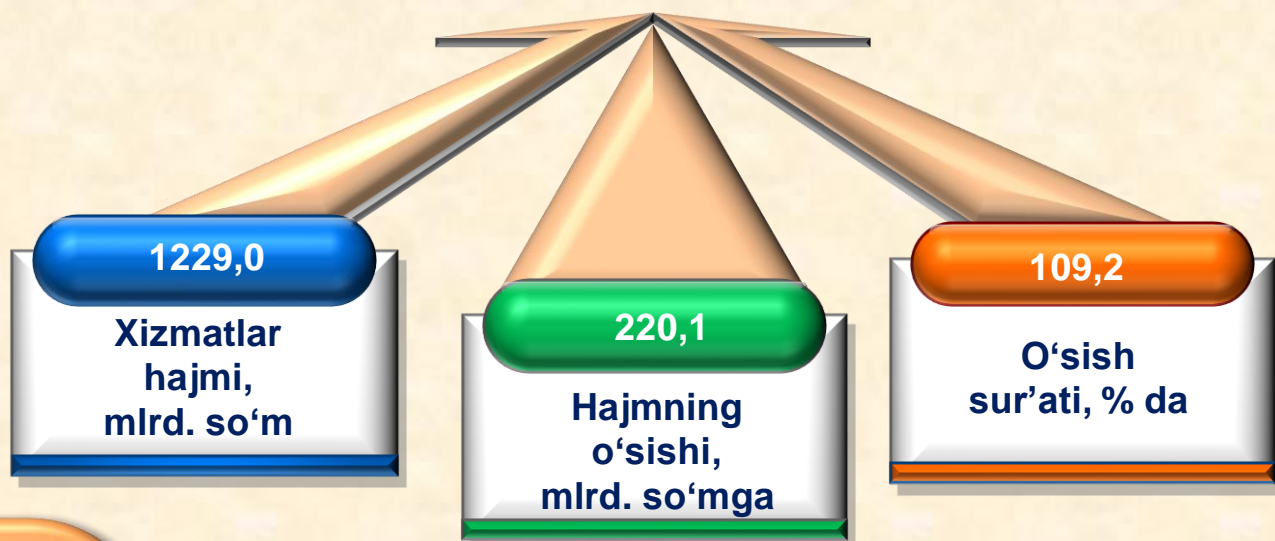 1229,0
Xizmatlar
hajmi,
mlrd. so‘m
220,1
Hajmning
o‘sishi,
mlrd. so‘mga
109,2
O‘sish
sur’ati, % da